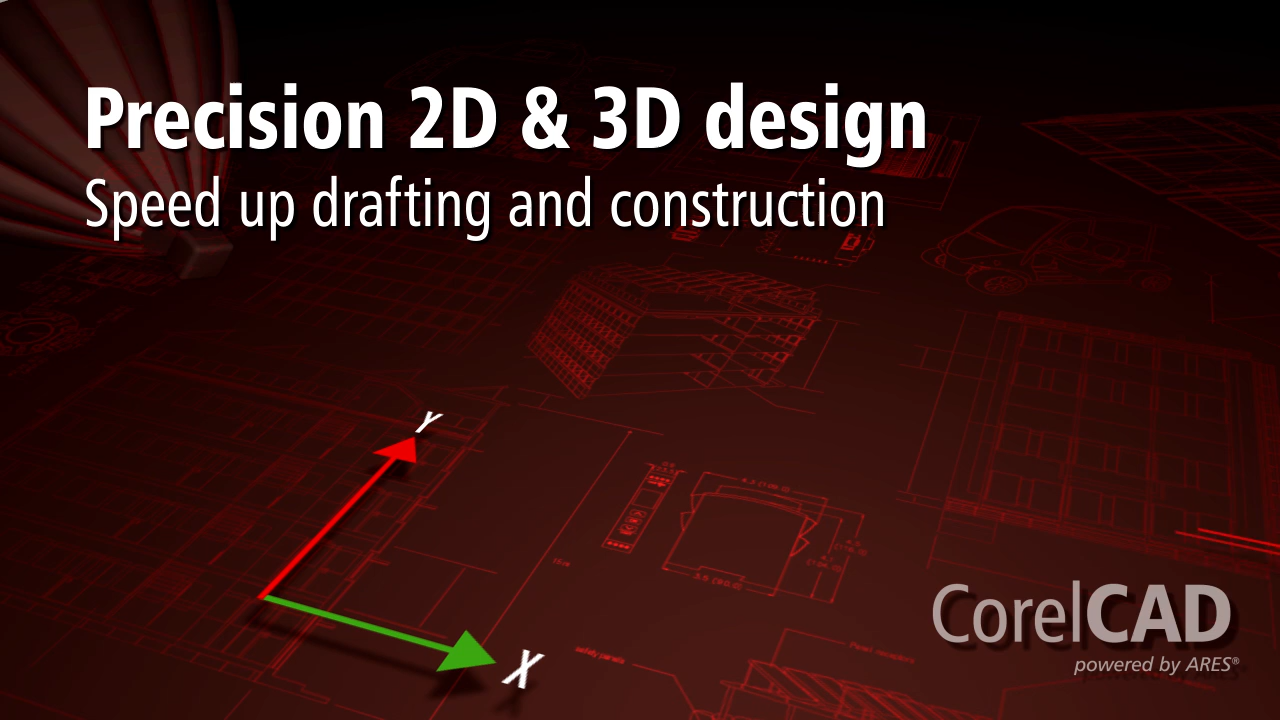 Precision 2D & 3D design
Speed up drafting and construction
Y
X
CorelCAD
powered by ARES®